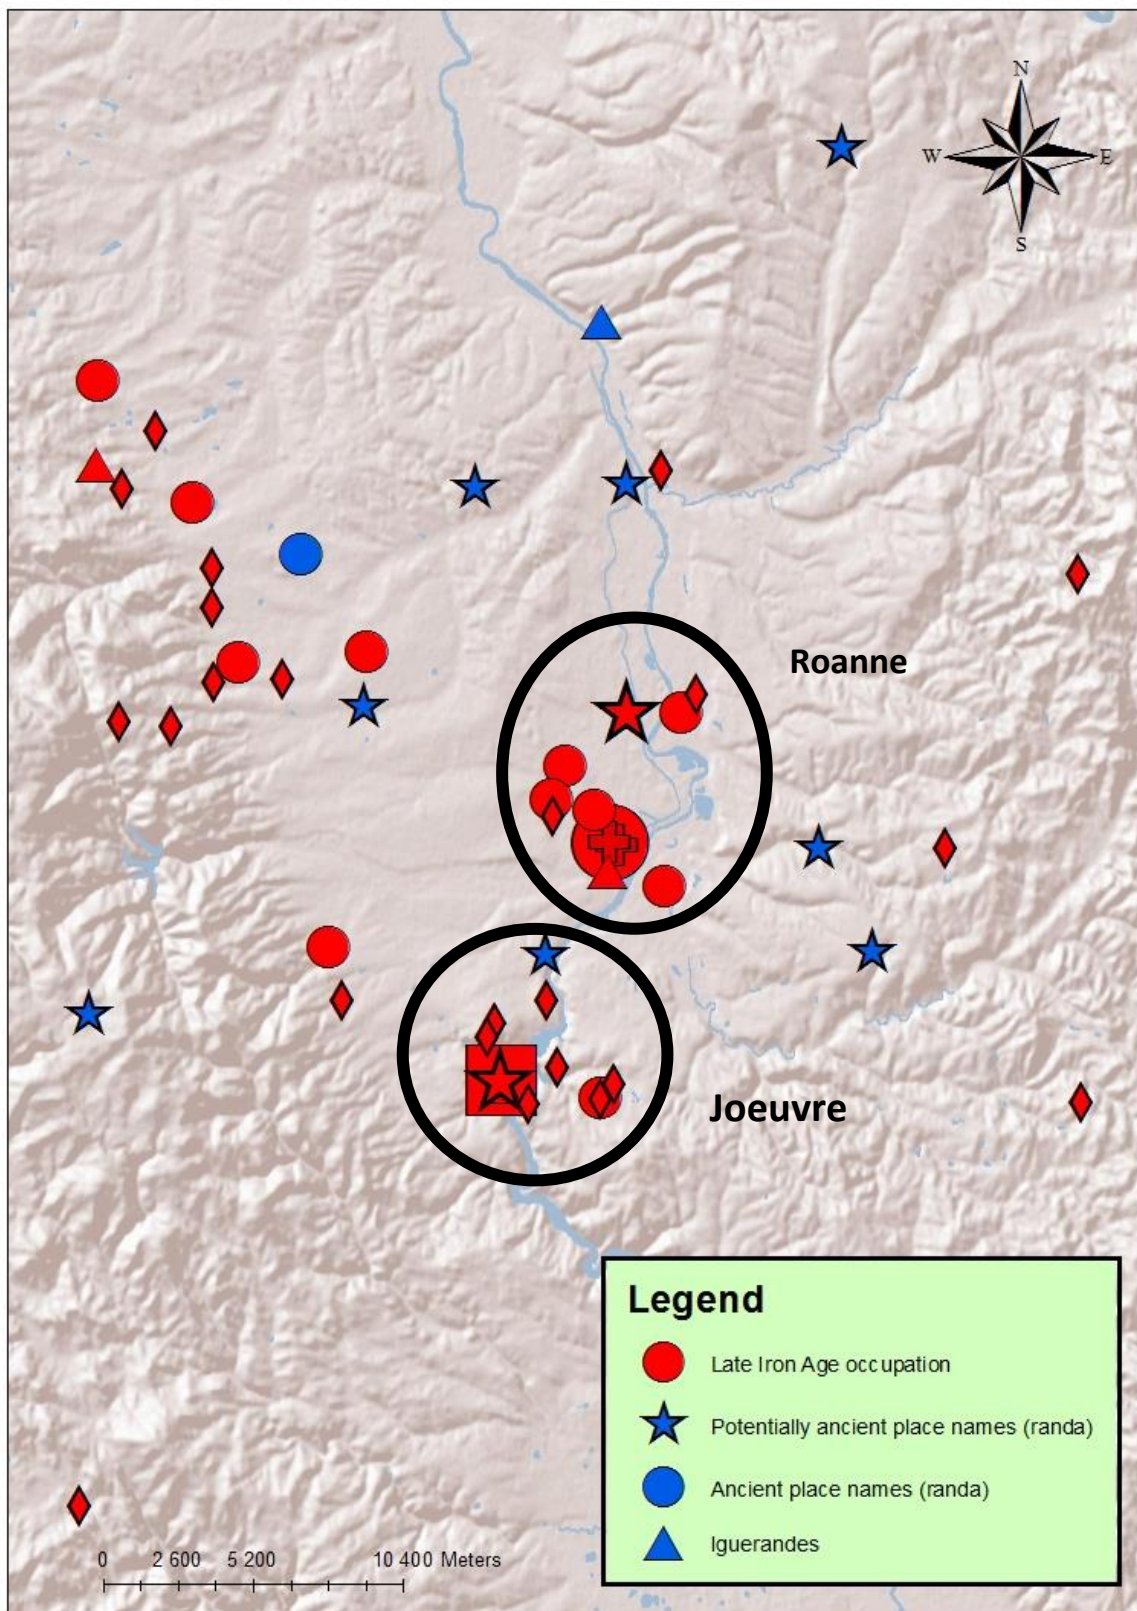 N
W E
S
Roanne
Joeuvre
Legend
Late Iron Age occupation
Potentially ancient place names (randa)
Ancient place names (randa)
Iguerandes
0 2 600 5 200 10 400 Meters